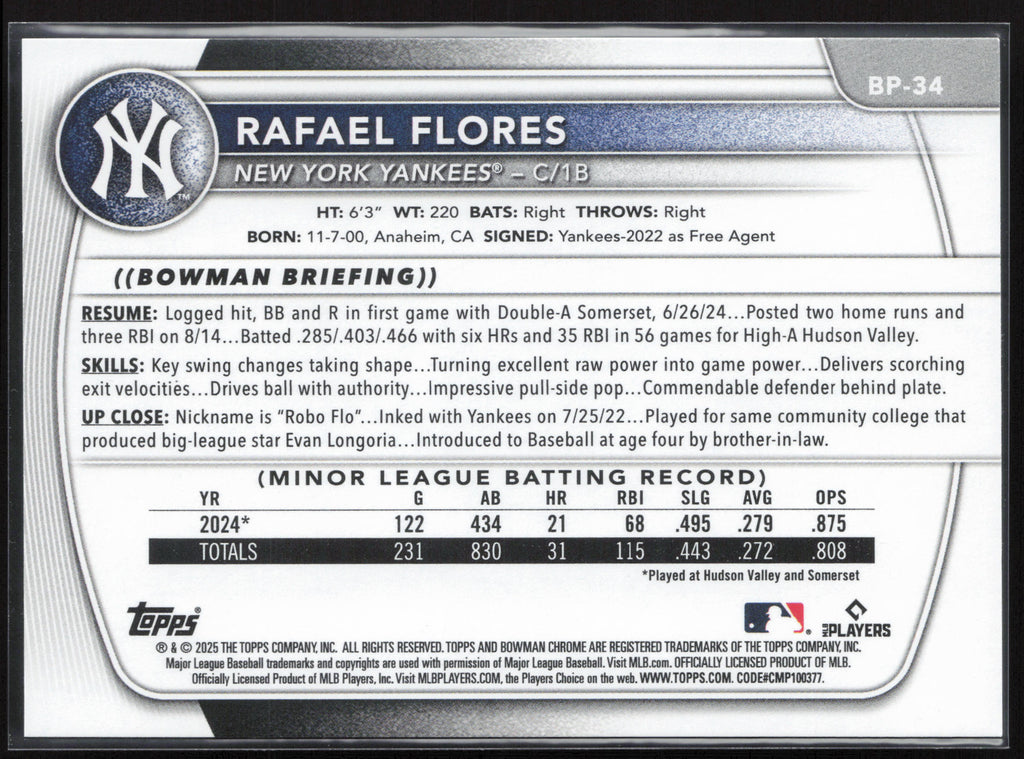 BP-34
NY
TM
RAFAEL FLORES
NEW YORK YANKEES® – C/1B
HT: 6'3" WT: 220 BATS: Right THROWS: Right
BORN: 11-7-00, Anaheim, CA SIGNED: Yankees-2022 as Free Agent
((BOWMAN BRIEFING))
RESUME: Logged hit, BB and R in first game with Double-A Somerset, 6/26/24...Posted two home runs and
three RBI on 8/14...Batted .285/.403/.466 with six HRs and 35 RBI in 56 games for High-A Hudson Valley.
SKILLS: Key swing changes taking shape...Turning excellent raw power into game power...Delivers scorching
exit velocities...Drives ball with authority...Impressive pull-side pop...Commendable defender behind plate.
UP CLOSE: Nickname is "Robo Flo"...Inked with Yankees on 7/25/22...Played for same community college that
produced big-league star Evan Longoria...Introduced to Baseball at age four by brother-in-law.
(MINOR LEAGUE BATTING RECORD)
YR G AB HR RBI SLG AVG OPS
2024* 122 434 21 68 .495 .279 .875
TOTALS 231 830 31 115 .443 .272 .808
*Played at Hudson Valley and Somerset
Topps®
® MLB PLAYERS
® & © 2025 THE TOPPS COMPANY, INC. ALL RIGHTS RESERVED. TOPPS AND BOWMAN CHROME ARE REGISTERED TRADEMARKS OF THE TOPPS COMPANY, INC.
Major League Baseball trademarks and copyrights are used with permission of Major League Baseball. Visit MLB.com. OFFICIALLY LICENSED PRODUCT OF MLB.
Officially Licensed Product of MLB Players, Inc. Visit MLBPLAYERS.COM, the Players Choice on the web. WWW.TOPPS.COM. CODE#CMP100377.